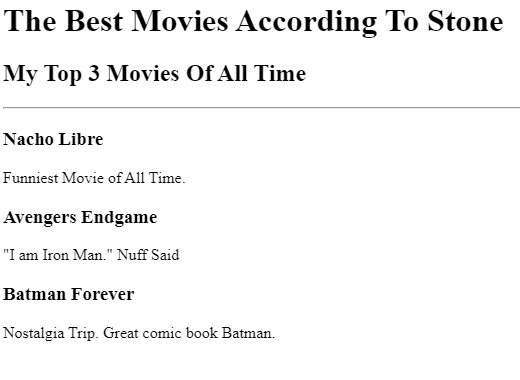 The Best Movies According To Stone
My Top 3 Movies Of All Time
Nacho Libre
Funniest Movie of All Time.
Avengers Endgame
"I am Iron Man." Nuff Said
Batman Forever
Nostalgia Trip. Great comic book Batman.